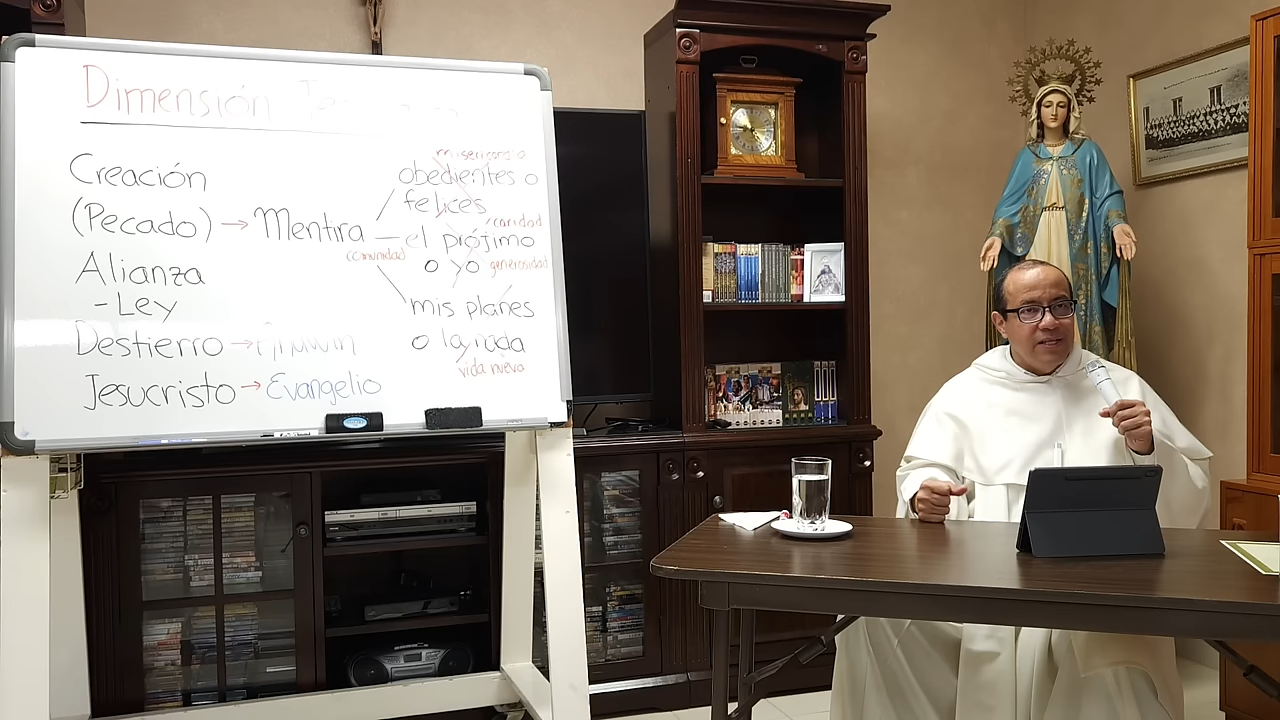 Dimensión
Creación
(Pecado) → Mentira
Alianza
- Ley
Destierro →
Jesucristo → Evangelio
misericordia
obedientes o
felices
caridad
el prójimo
(comunidad)
o yo generosidad
mis planes
o la nada
vida nueva